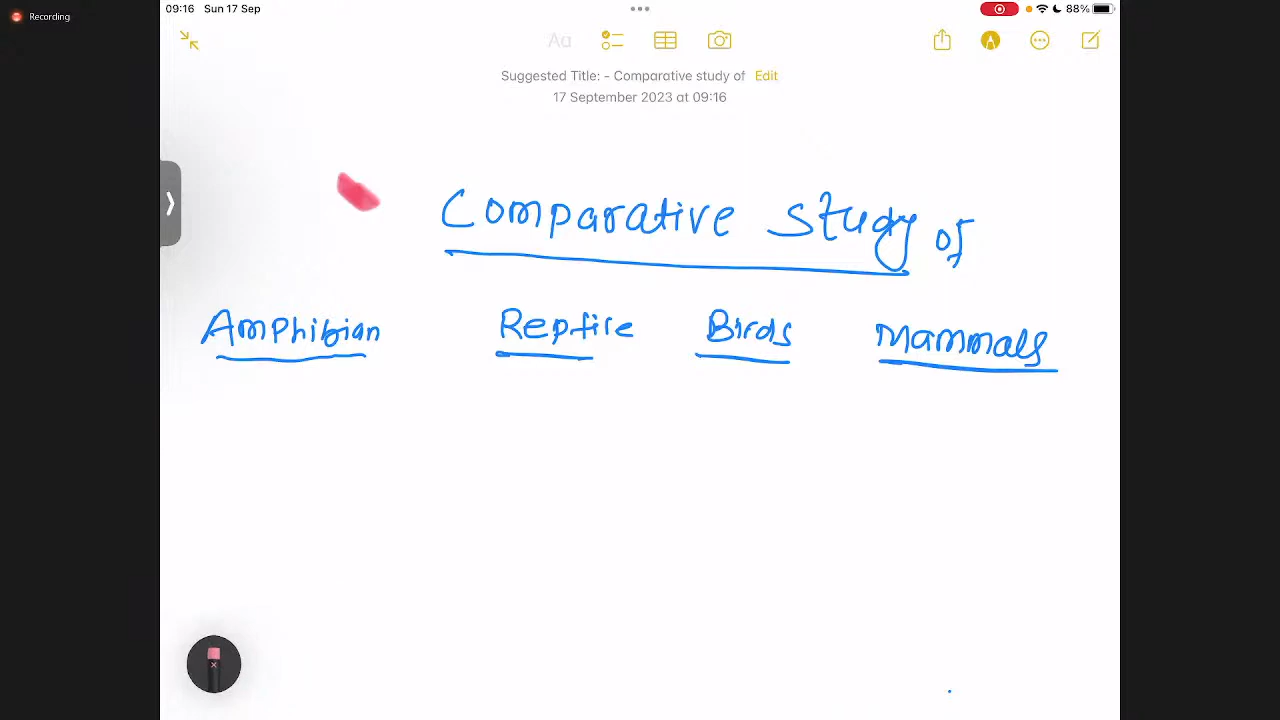 09:16 Sun 17 Sep 88%
Recording
Aa
Suggested Title: - Comparative study of Edit
17 September 2023 at 09:16
Comparative study of
Amphibian Reptire Birds Mammals